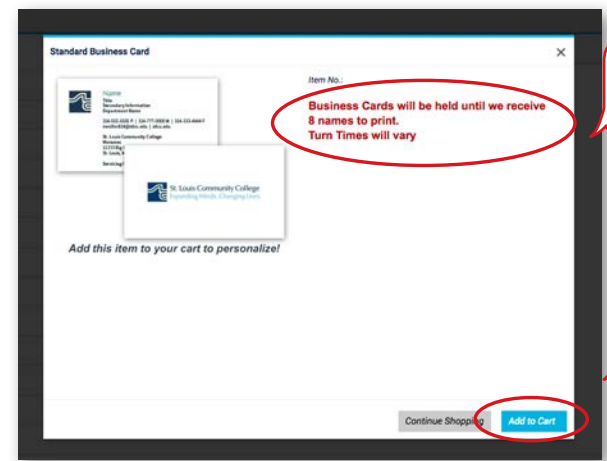 Standard Business Card
×
Item No.:
Business Cards will be held until we receive
8 names to print.
Turn Times will vary
Name
Title
Secondary Information
Department Name
St. Louis Community College
St. Louis Community College
Expanding Minds. Changing Lives.
Add this item to your cart to personalize!
Continue Shopping
Add to Cart